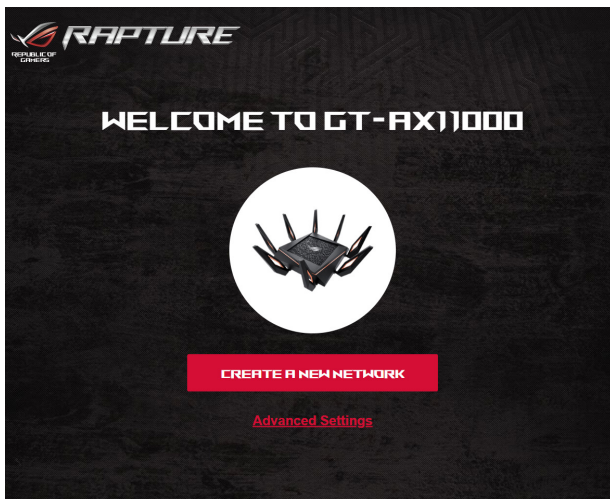 RAPTURE
REPUBLIC OF
GAMERS
WELCOME TO GT-AX11000
CREATE A NEW NETWORK
Advanced Settings